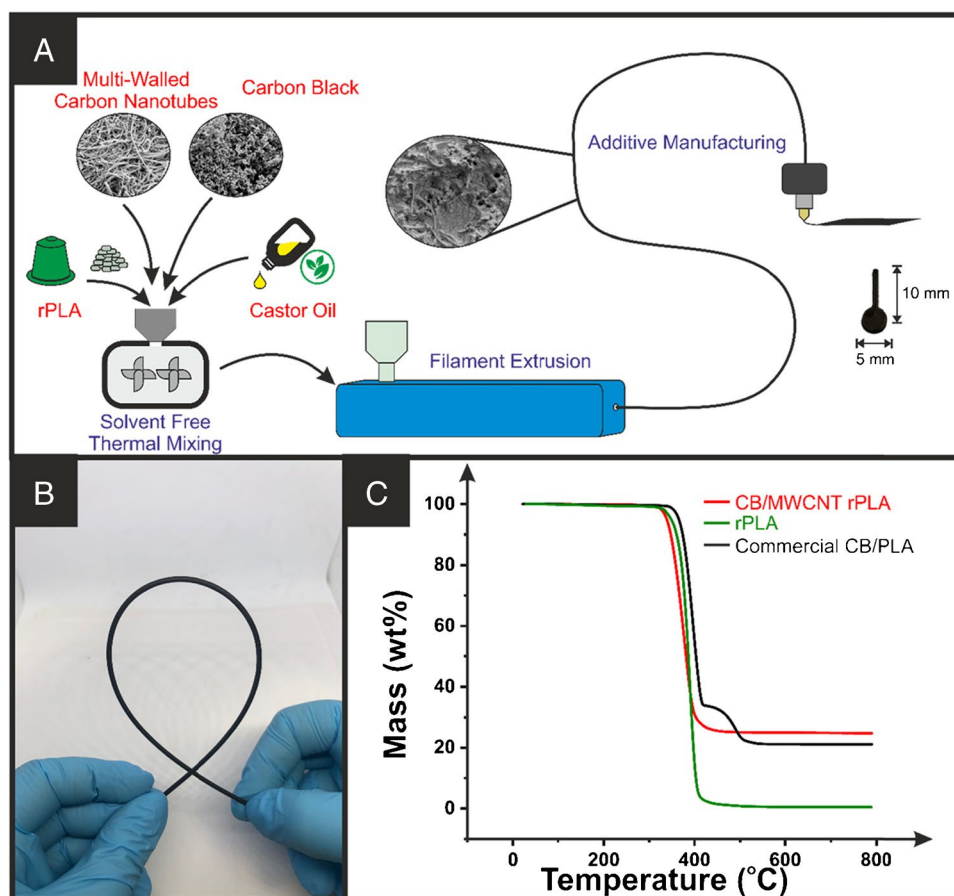 A
Multi-Walled
Carbon Nanotubes
Carbon Black
Additive Manufacturing
rPLA
Castor Oil
10 mm
5 mm
Filament Extrusion
Solvent Free
Thermal Mixing
B
C
CB/MWCNT rPLA
rPLA
Commercial CB/PLA
Mass (wt%)
100
80
60
40
20
0
0
200
400
600
800
Temperature (°C)